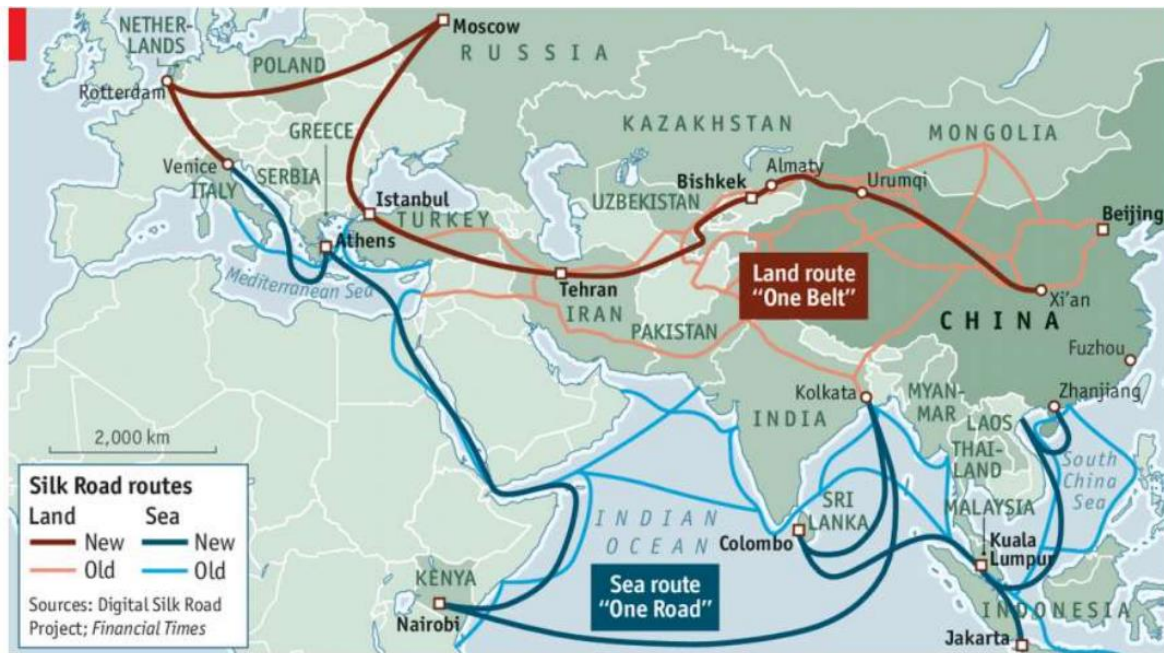 NETHER-
LANDS
Moscow
RUSSIA
POLAND
Rotterdam
KAZAKHSTAN
MONGOLIA
GREECE
Venice
ITALY
SERBIA
Almaty
Bishkek
Urumqi
UZBEKISTAN
Istanbul
TURKEY
Beijing
Athens
Mediterranean Sea
Tehran
IRAN
Land route
“One Belt”
Xi’an
PAKISTAN
CHINA
Fuzhou
Kolkata
Zhanjiang
INDIA
MYAN-
MAR
LAOS
THAI-
LAND
South
China
Sea
2,000 km
SRI
LANKA
MALAYSIA
INDIAN
OCEAN
Colombo
Kuala
Lumpur
KENYA
Sea route
“One Road”
INDONESIA
Nairobi
Jakarta
Silk Road routes
Land Sea
New New
Old Old
Sources: Digital Silk Road
Project; Financial Times